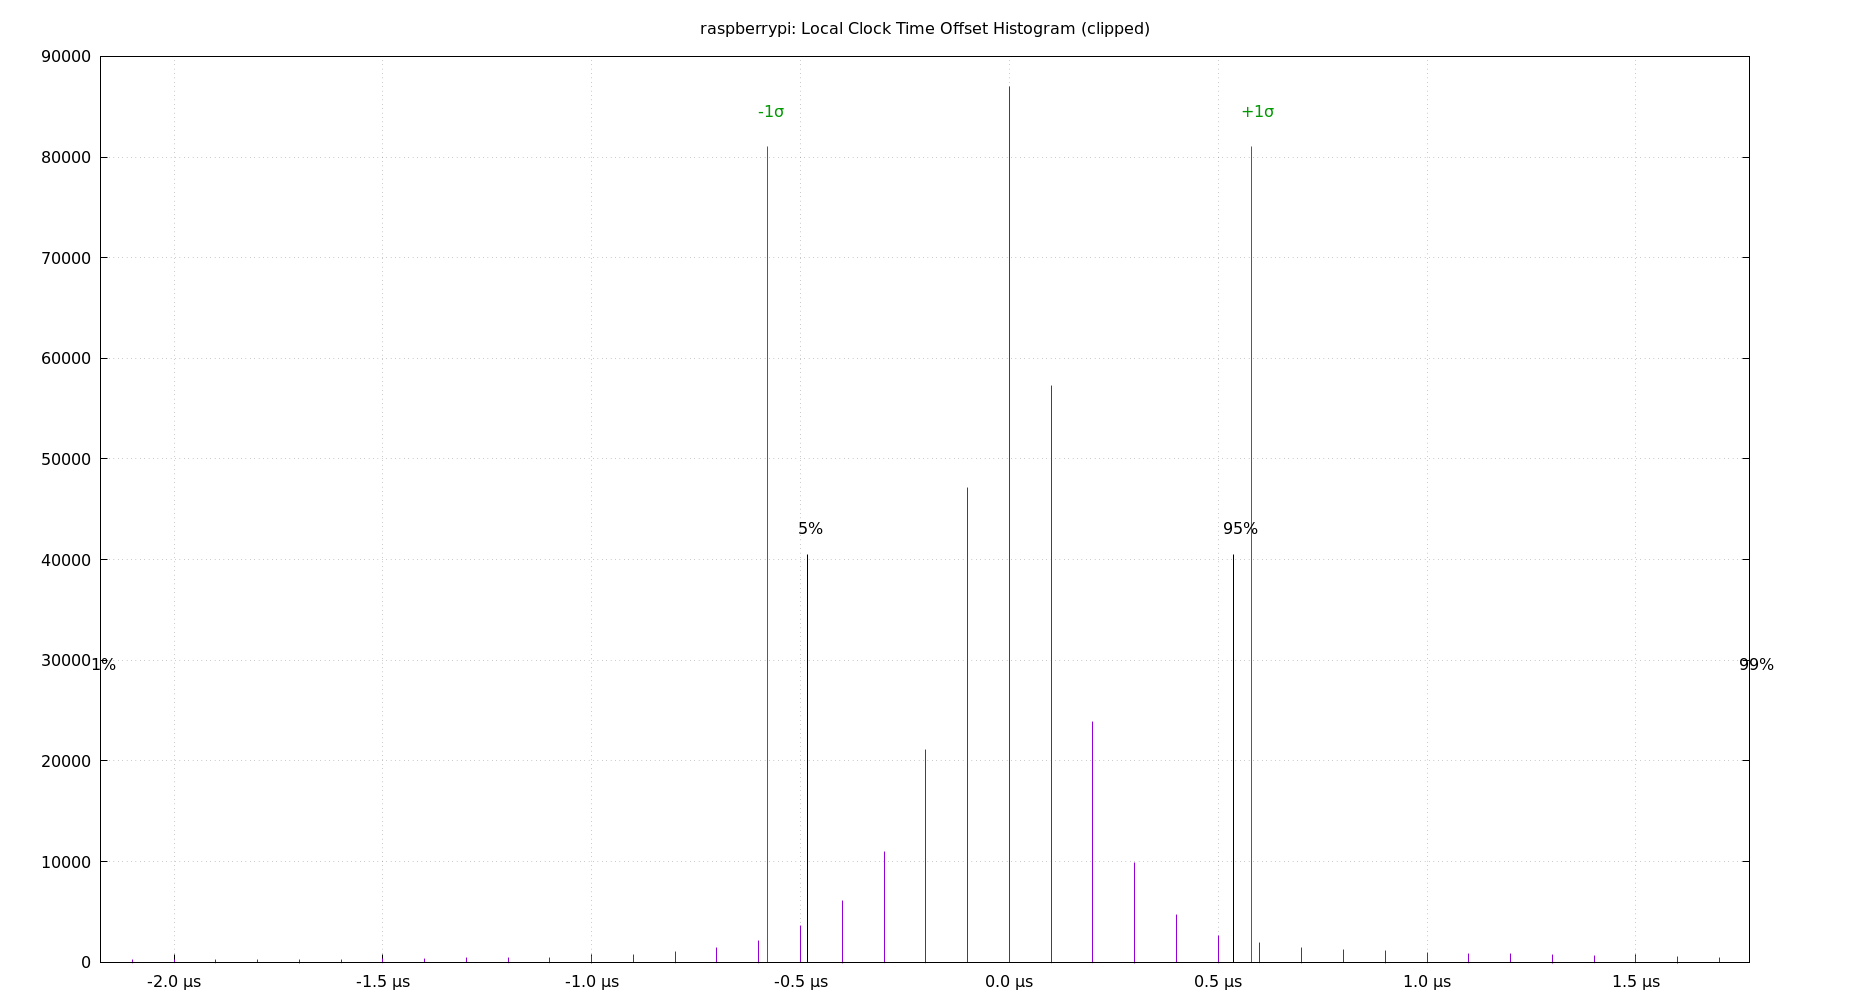 raspberrypi: Local Clock Time Offset Histogram (clipped)
90000
-1σ +1σ
80000
70000
60000
50000
5% 95%
40000
30000 1% 99%
20000
10000
0
-2.0 µs -1.5 µs -1.0 µs -0.5 µs 0.0 µs 0.5 µs 1.0 µs 1.5 µs